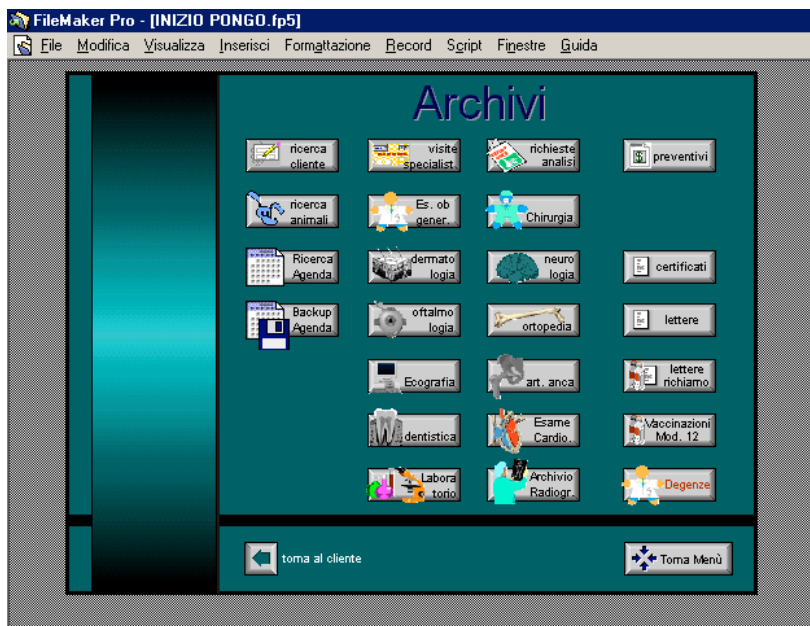 FileMaker Pro - [INIZIO PONGO.fp5]
File Modifica Visualizza Inserisci Formattazione Record Script Finestre Guida
Archivi
ricerca
cliente
visite
specialist.
richieste
analisi
preventivi
ricerca
animali
Es. ob
gener.
Chirurgia
Ricerca
Agenda
dermato
logia
neuro
logia
certificati
Backup
Agenda
oftalmo
logia
ortopedia
lettere
Ecografia
art. anca
lettere
richiamo
dentistica
Esame
Cardio.
Vaccinazioni
Mod. 12
Labora
torio
Archivio
Radiogr.
Degenze
torna al cliente
Torna Menù